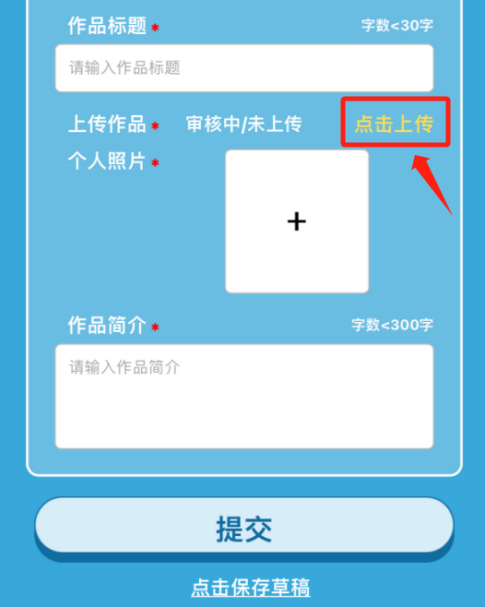 作品标题 * 字数<30字
请输入作品标题
上传作品 * 审核中/未上传 点击上传
个人照片 *
+
作品简介 * 字数<300字
请输入作品简介
提交
点击保存草稿